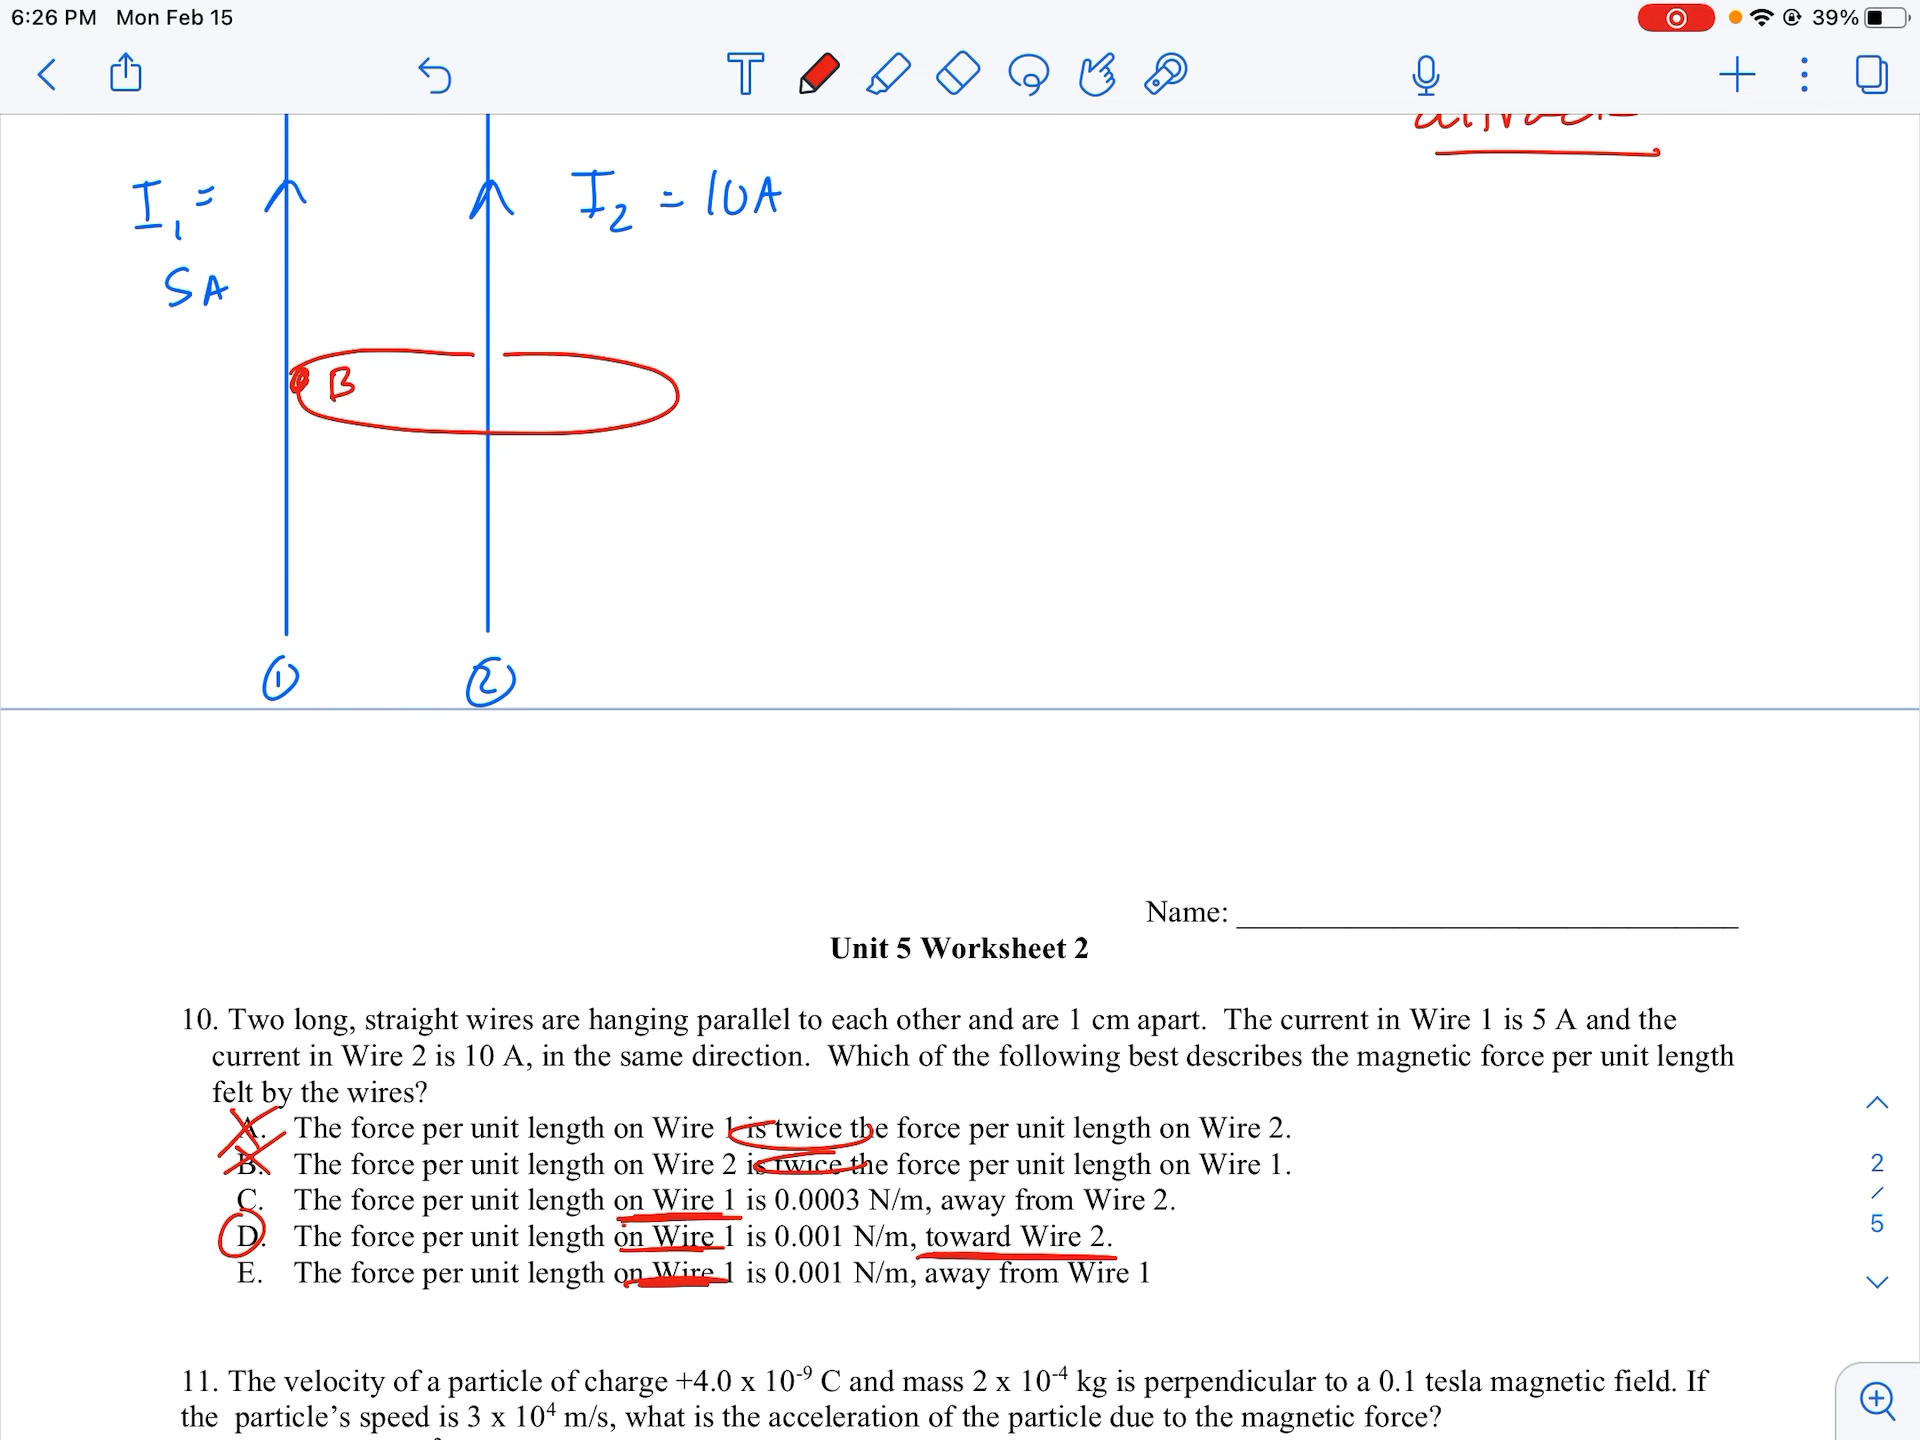 6:26 PM Mon Feb 15
39%
I₁ =
5A
I₂ = 10A
B
1
2
Name:
Unit 5 Worksheet 2
10. Two long, straight wires are hanging parallel to each other and are 1 cm apart. The current in Wire 1 is 5 A and the
current in Wire 2 is 10 A, in the same direction. Which of the following best describes the magnetic force per unit length
felt by the wires?
A. The force per unit length on Wire 1 is twice the force per unit length on Wire 2.
B. The force per unit length on Wire 2 is twice the force per unit length on Wire 1.
C. The force per unit length on Wire 1 is 0.0003 N/m, away from Wire 2.
D. The force per unit length on Wire 1 is 0.001 N/m, toward Wire 2.
E. The force per unit length on Wire 1 is 0.001 N/m, away from Wire 1
2
/
5
11. The velocity of a particle of charge +4.0 x 10⁻⁹ C and mass 2 x 10⁻⁴ kg is perpendicular to a 0.1 tesla magnetic field. If
the particle’s speed is 3 x 10⁴ m/s, what is the acceleration of the particle due to the magnetic force?